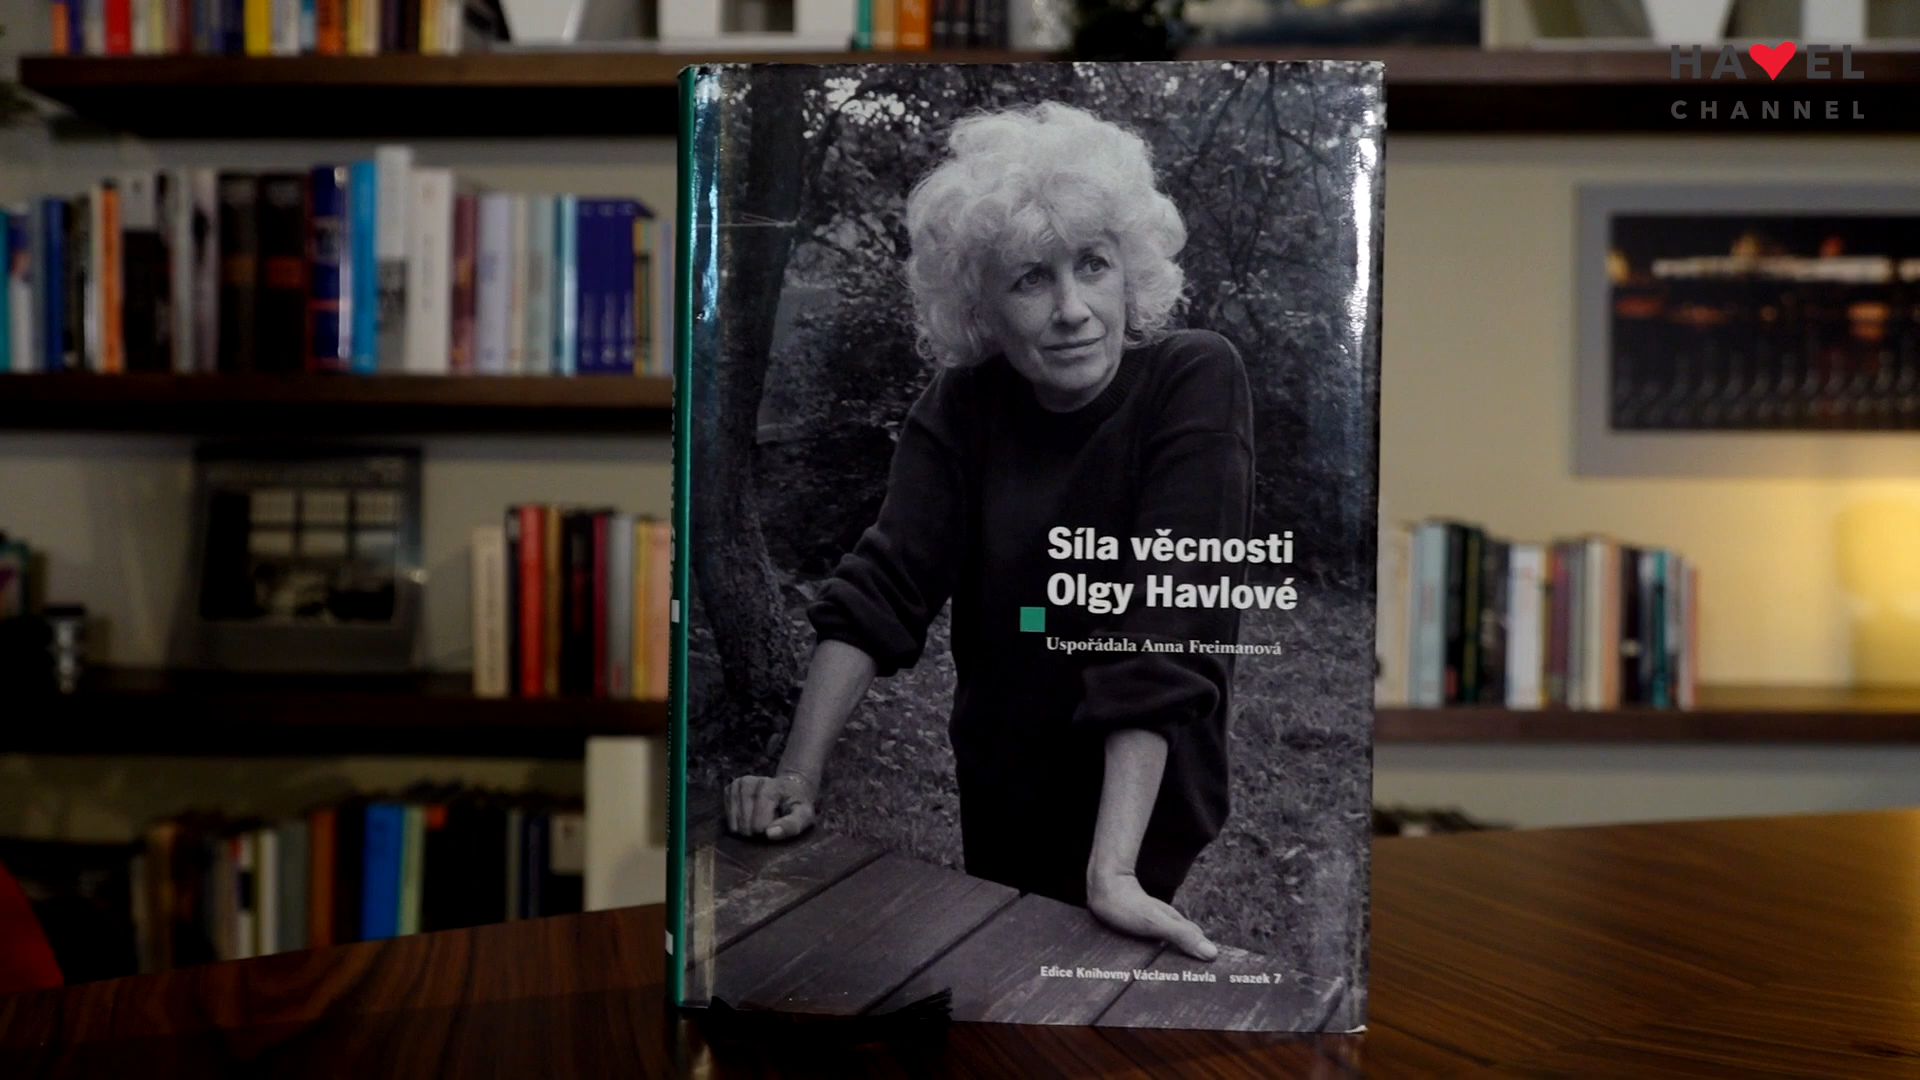 HAVEL
CHANNEL
Síla věcnosti
Olgy Havlové
Uspořádala Anna Freimanová
Edice Knihovny Václava Havla svazek 7